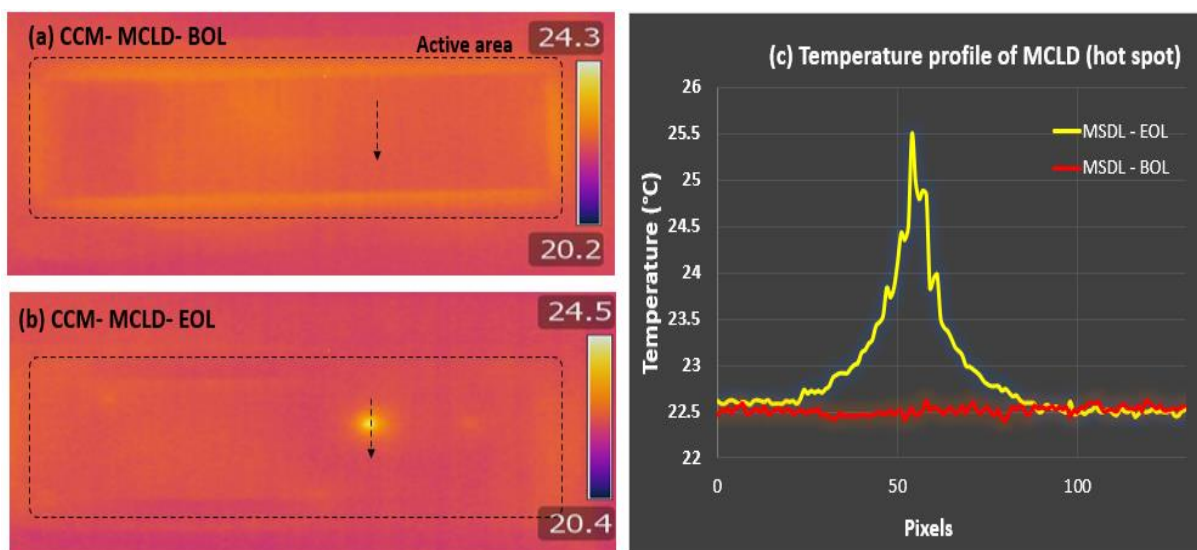 (a) CCM- MCLD- BOL
Active area
24.3
20.2
(b) CCM- MCLD- EOL
24.5
20.4
(c) Temperature profile of MCLD (hot spot)
Temperature (°C)
26
25.5
25
24.5
24
23.5
23
22.5
22
MSDL - EOL
MSDL - BOL
0
50
100
Pixels